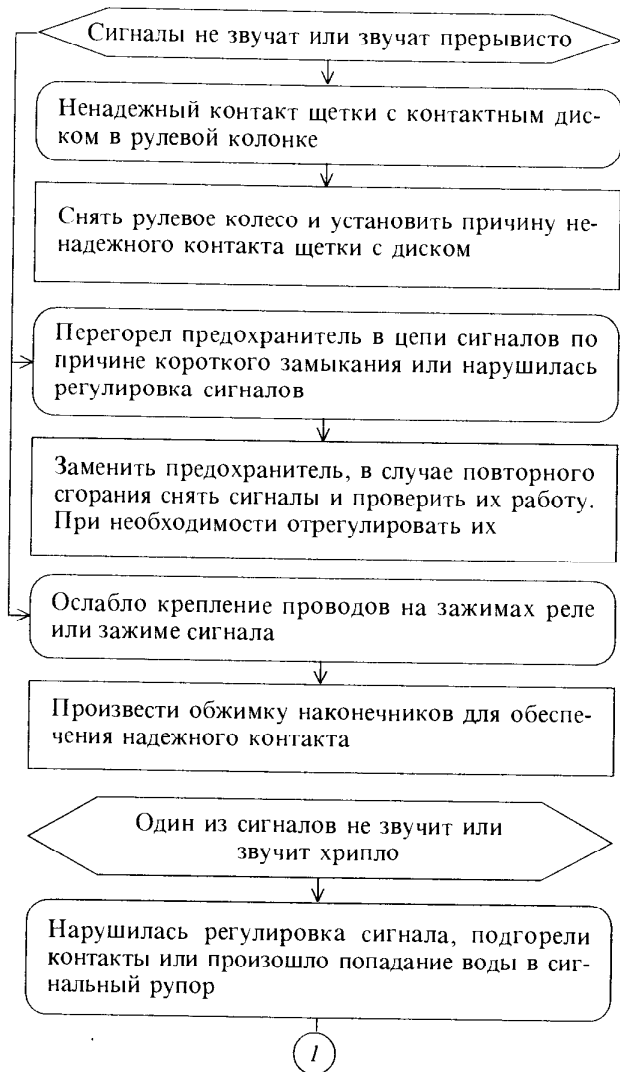 Сигналы не звучат или звучат прерывисто
Ненадежный контакт щетки с контактным дис-
ком в рулевой колонке
Снять рулевое колесо и установить причину не-
надежного контакта щетки с диском
Перегорел предохранитель в цепи сигналов по
причине короткого замыкания или нарушилась
регулировка сигналов
Заменить предохранитель, в случае повторного
сгорания снять сигналы и проверить их работу.
При необходимости отрегулировать их
Ослабло крепление проводов на зажимах реле
или зажиме сигнала
Произвести обжимку наконечников для обеспе-
чения надежного контакта
Один из сигналов не звучит или
звучит хрипло
Нарушилась регулировка сигнала, подгорели
контакты или произошло попадание воды в сиг-
нальный рупор
1